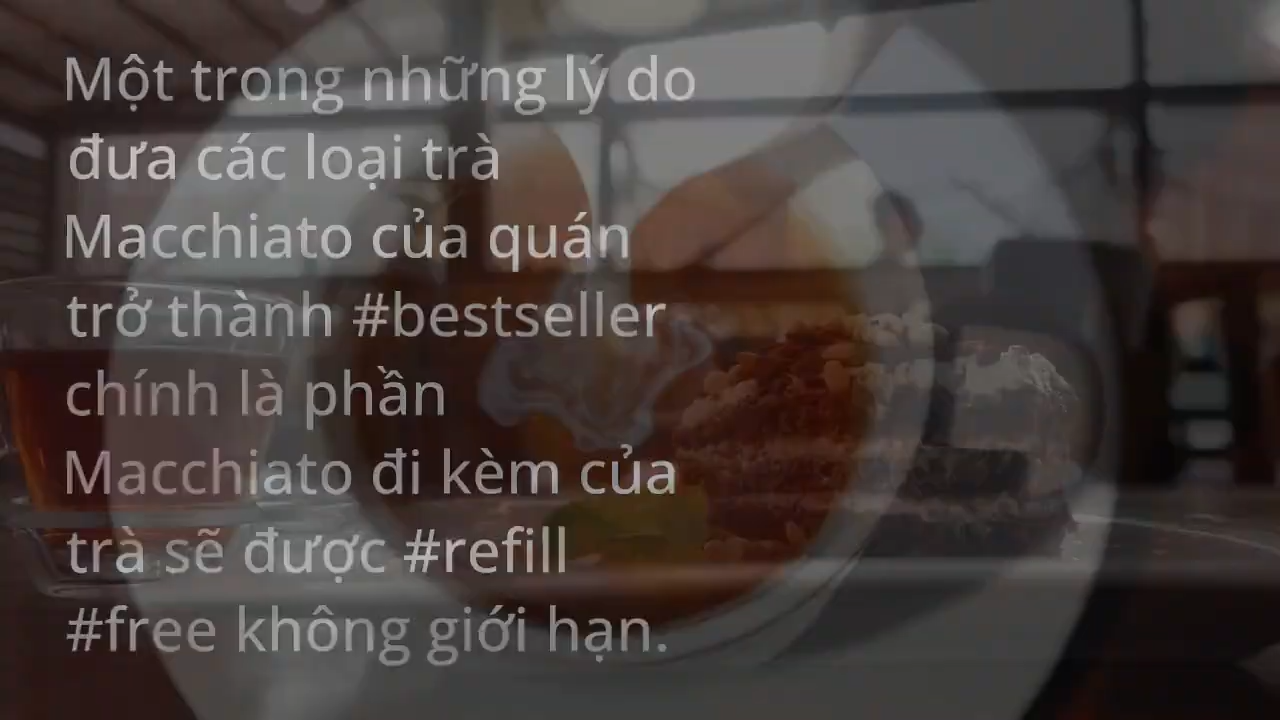 Một trong những lý do
đưa các loại trà
Macchiato của quán
trở thành #bestseller
chính là phần
Macchiato đi kèm của
trà sẽ được #refill
#free không giới hạn.